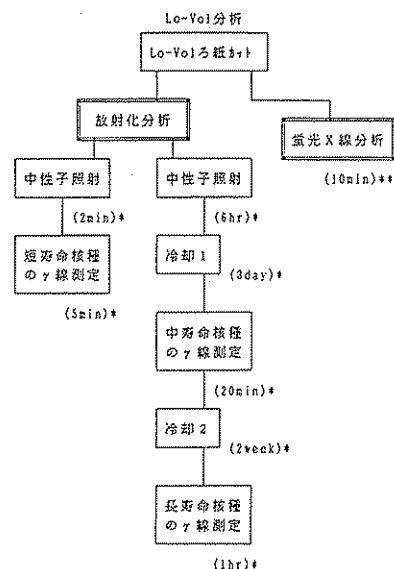 Lo-Vol分析
Lo-Volろ紙カット
放射化分析
蛍光X線分析
(10min)**
中性子照射
中性子照射
(2min)*
(6hr)*
短寿命核種
のγ線測定
(5min)*
冷却1
(3day)*
中寿命核種
のγ線測定
(20min)*
冷却2
(2week)*
長寿命核種
のγ線測定
(1hr)*